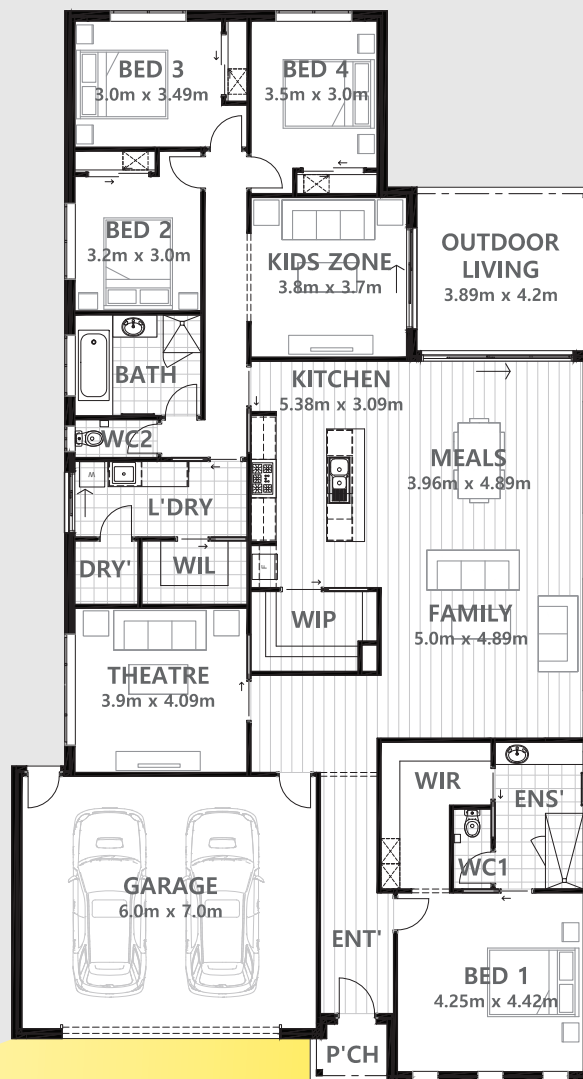 BED 3
3.0m x 3.49m
BED 4
3.5m x 3.0m
BED 2
3.2m x 3.0m
KIDS ZONE
3.8m x 3.7m
OUTDOOR
LIVING
3.89m x 4.2m
BATH
KITCHEN
5.38m x 3.09m
WC2
MEALS
3.96m x 4.89m
L'DRY
DRY'
WIL
WIP
FAMILY
5.0m x 4.89m
THEATRE
3.9m x 4.09m
WIR
ENS'
WC1
GARAGE
6.0m x 7.0m
ENT'
BED 1
4.25m x 4.42m
P'CH